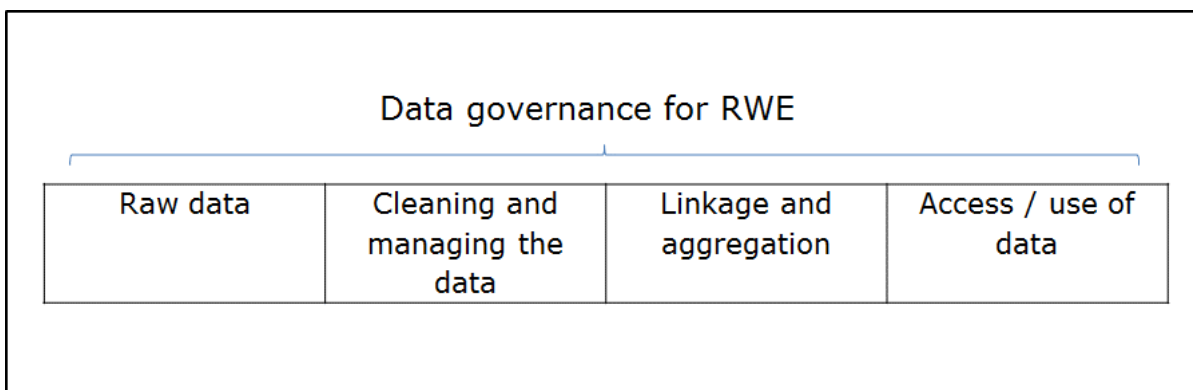 Data governance for RWE
Raw data
Cleaning and
managing the
data
Linkage and
aggregation
Access / use of
data